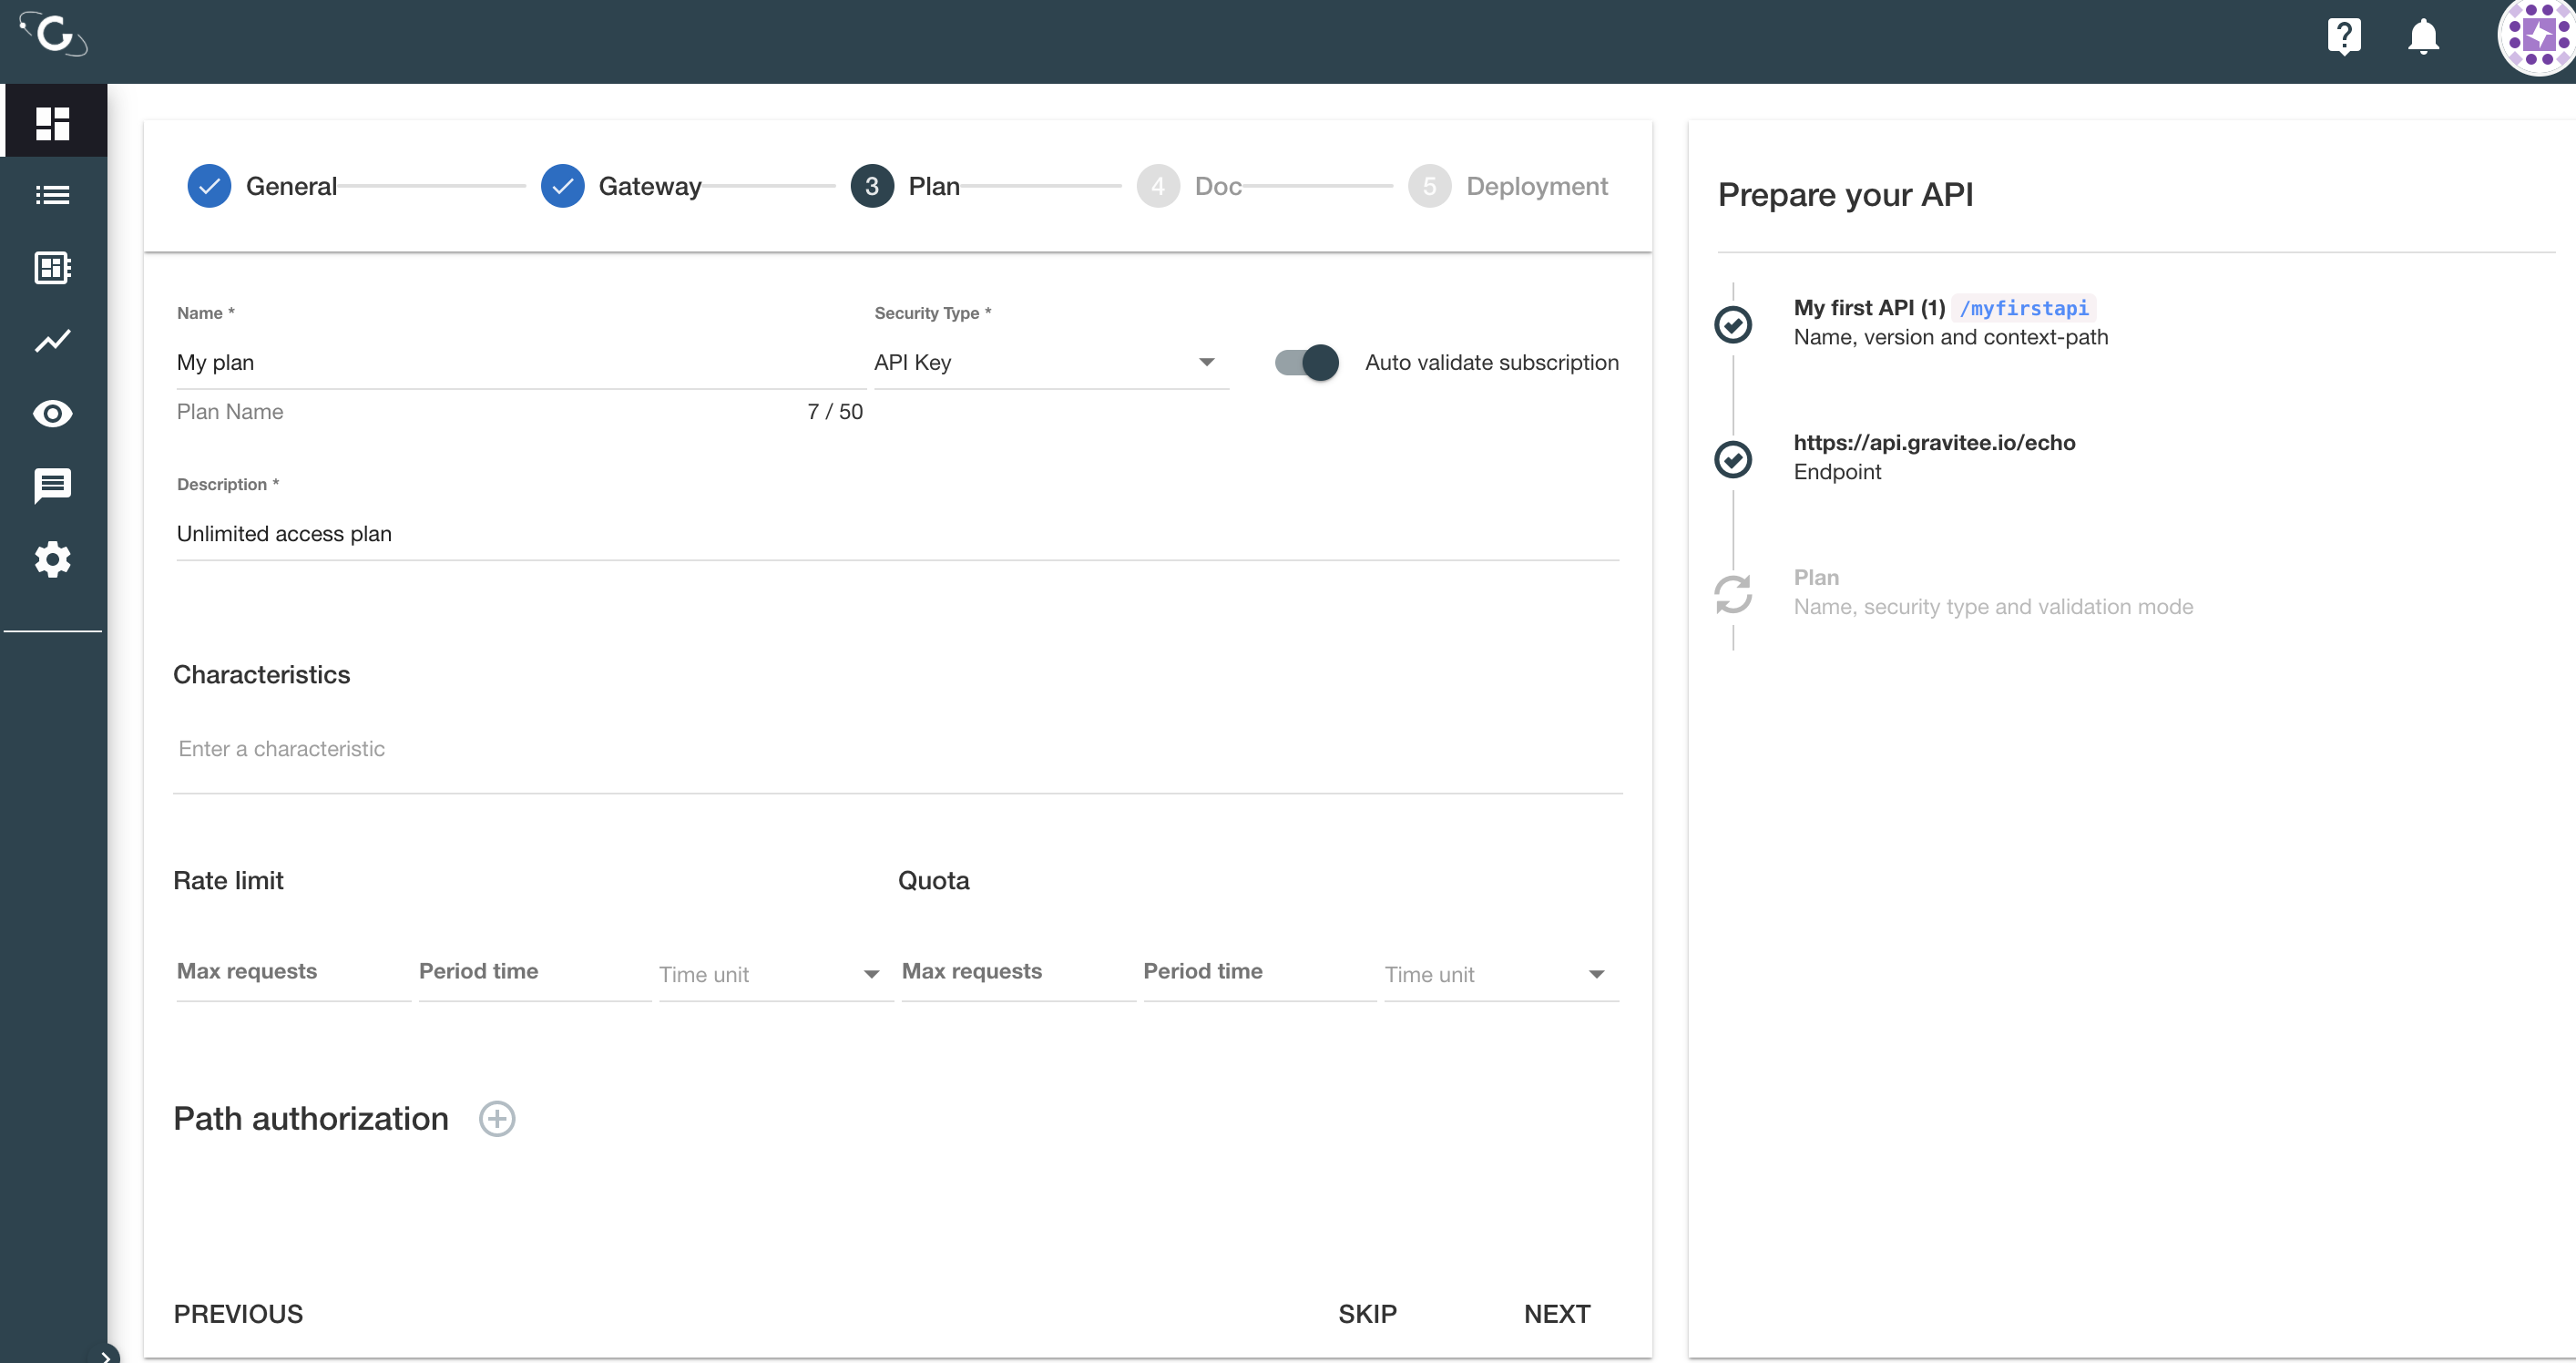 General
Gateway
3 Plan
4 Doc
5 Deployment
Name *
Security Type *
My plan
API Key
Auto validate subscription
Plan Name
7 / 50
Description *
Unlimited access plan
Characteristics
Enter a characteristic
Rate limit
Quota
Max requests
Period time
Time unit
Max requests
Period time
Time unit
Path authorization
PREVIOUS
SKIP
NEXT
Prepare your API
My first API (1) /myfirstapi
Name, version and context-path
https://api.gravitee.io/echo
Endpoint
Plan
Name, security type and validation mode